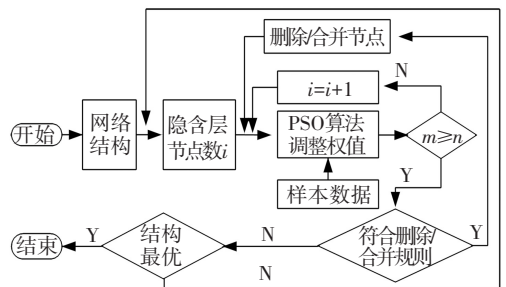 删除/合并节点
i=i+1
N
开始
网络
结构
隐含层
节点数i
PSO算法
调整权值
m≥n
Y
样本数据
结束
Y
结构
最优
N
符合删除/
合并规则
Y
N